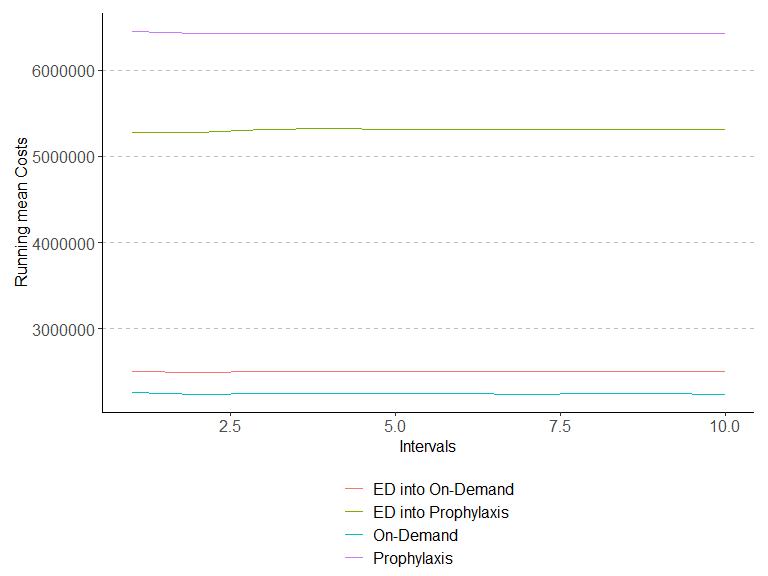 6000000
5000000
4000000
3000000
Running mean Costs
2.5 5.0 7.5 10.0
Intervals
ED into On-Demand
ED into Prophylaxis
On-Demand
Prophylaxis